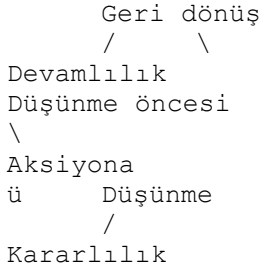 Geri dönüş
/ \
Devamlılık
Düşünme öncesi
\
Aksiyona
ü Düşünme
/
Kararlılık